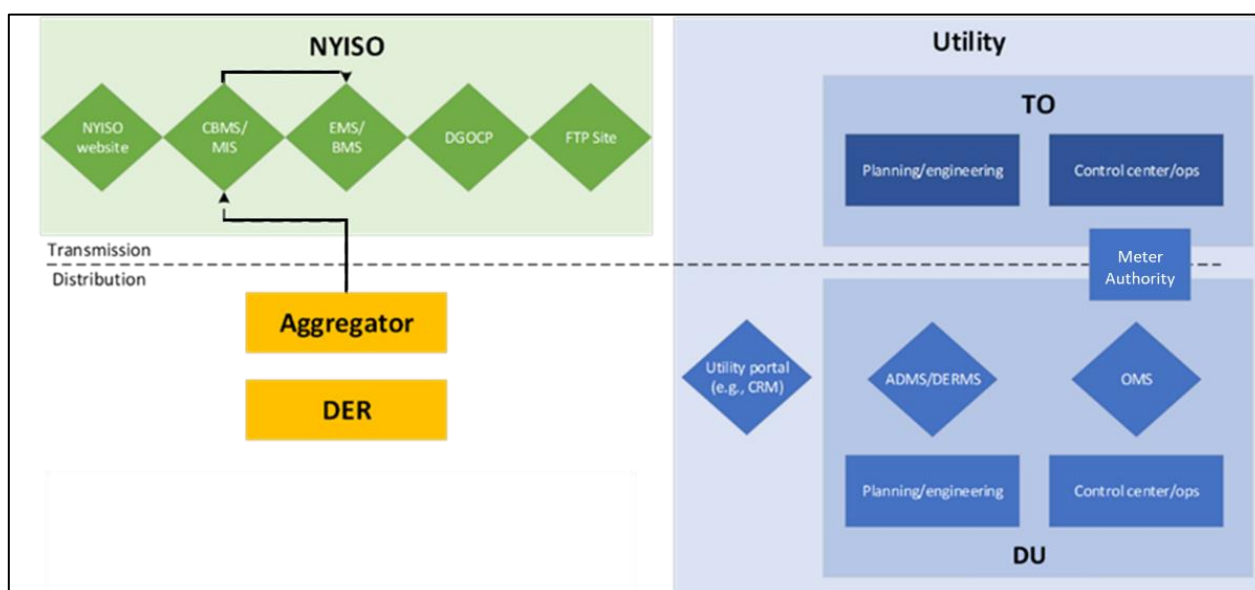 NYISO
NYISO
website
CBMS/
MIS
EMS/
BMS
DGOCP
FTP Site
Transmission
Distribution
Aggregator
DER
Utility
TO
Planning/engineering
Control center/ops
Meter
Authority
Utility portal
(e.g., CRM)
ADMS/DERMS
OMS
Planning/engineering
Control center/ops
DU